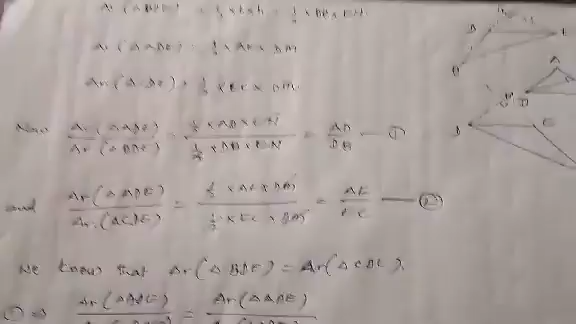 Ar (ΔBDE) = 1/2 × b × h = 1/2 × DB × EN
Ar (ΔADE) = 1/2 × AE × DM
Ar (ΔCDE) = 1/2 × EC × DM.
Now Ar (ΔADE) / Ar (ΔBDE) = 1/2 × AD × EN / 1/2 × DB × EN = AD / DB — ①
and Ar (ΔADE) / Ar. (ΔCDE) = 1/2 × AE × DM / 1/2 × EC × DM = AE / EC — ②
We know that Ar (ΔBDE) = Ar (ΔCDE).
① ⇒ Ar (ΔADE) / = Ar (ΔADE) /